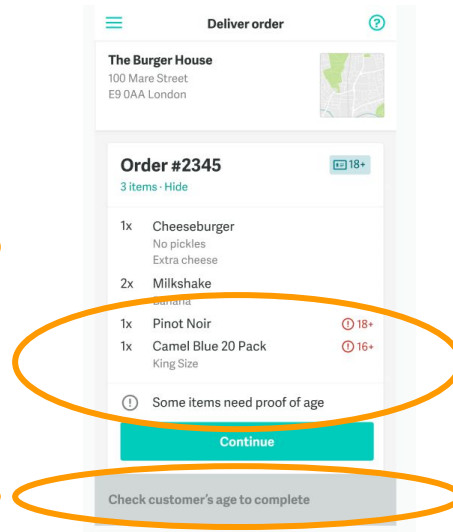 Deliver order
The Burger House
100 Mare Street
E9 0AA London
Order #2345
18+
3 items · Hide
1x Cheeseburger
No pickles
Extra cheese
2x Milkshake
Banana
1x Pinot Noir 18+
1x Camel Blue 20 Pack 16+
King Size
Some items need proof of age
Continue
Check customer's age to complete